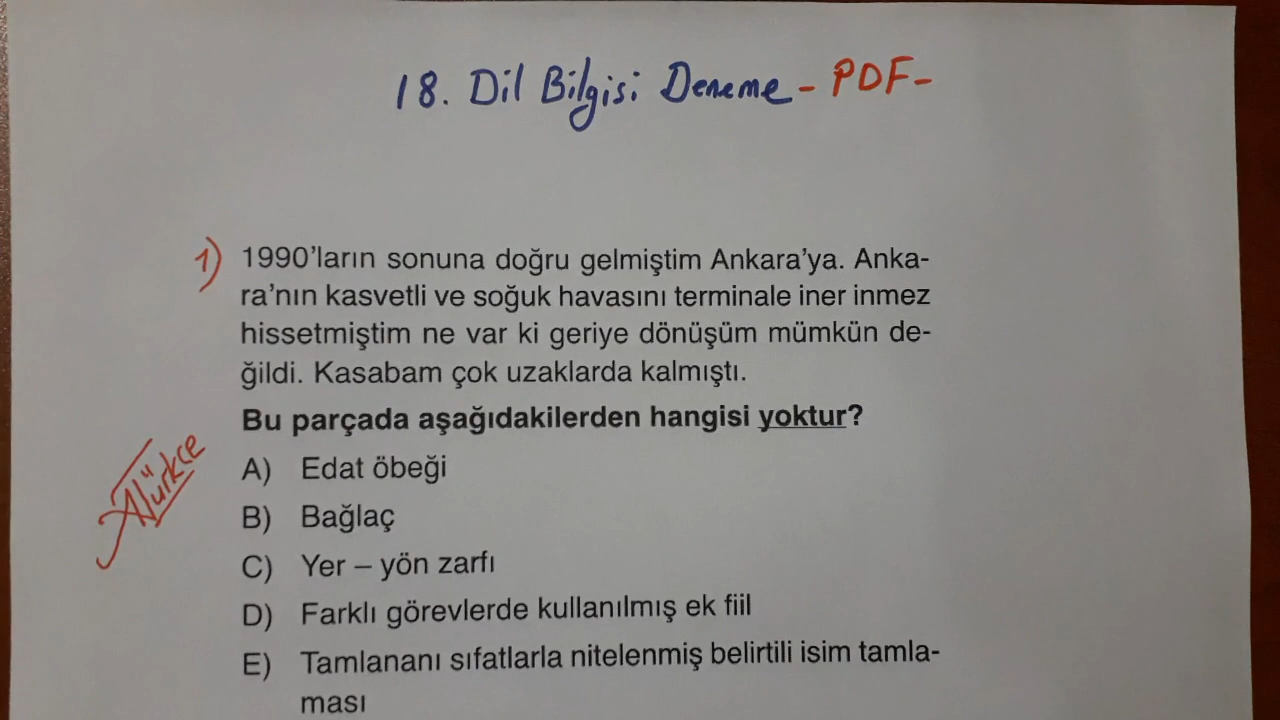 18. Dil Bilgisi Deneme - PDF-
1) 1990'ların sonuna doğru gelmiştim Ankara'ya. Anka-
ra'nın kasvetli ve soğuk havasını terminale iner inmez
hissetmiştim ne var ki geriye dönüşüm mümkün de-
ğildi. Kasabam çok uzaklarda kalmıştı.
Bu parçada aşağıdakilerden hangisi yoktur?
A) Edat öbeği
B) Bağlaç
C) Yer – yön zarfı
D) Farklı görevlerde kullanılmış ek fiil
E) Tamlananı sıfatlarla nitelenmiş belirtili isim tamla-
ması
Türkçe